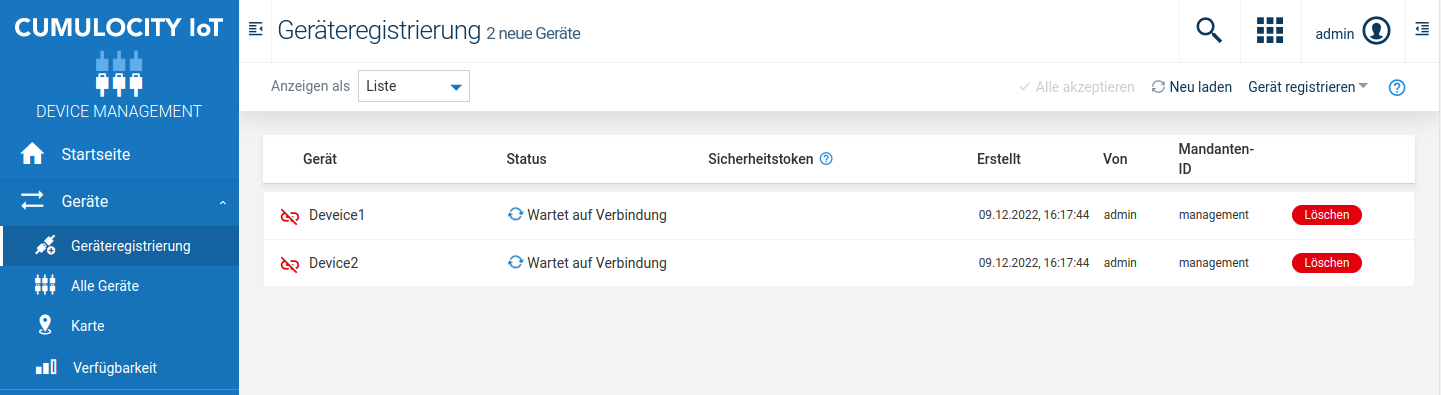 CUMULOCITY IoT
DEVICE MANAGEMENT
Startseite
Geräte
Geräteregistrierung
Alle Geräte
Karte
Verfügbarkeit
Geräteregistrierung 2 neue Geräte
admin
Anzeigen als Liste
Alle akzeptieren Neu laden Gerät registrieren ?
Gerät Status Sicherheitstoken ? Erstellt Von Mandanten-
ID
Deveice1 Wartet auf Verbindung 09.12.2022, 16:17:44 admin management Löschen
Device2 Wartet auf Verbindung 09.12.2022, 16:17:44 admin management Löschen